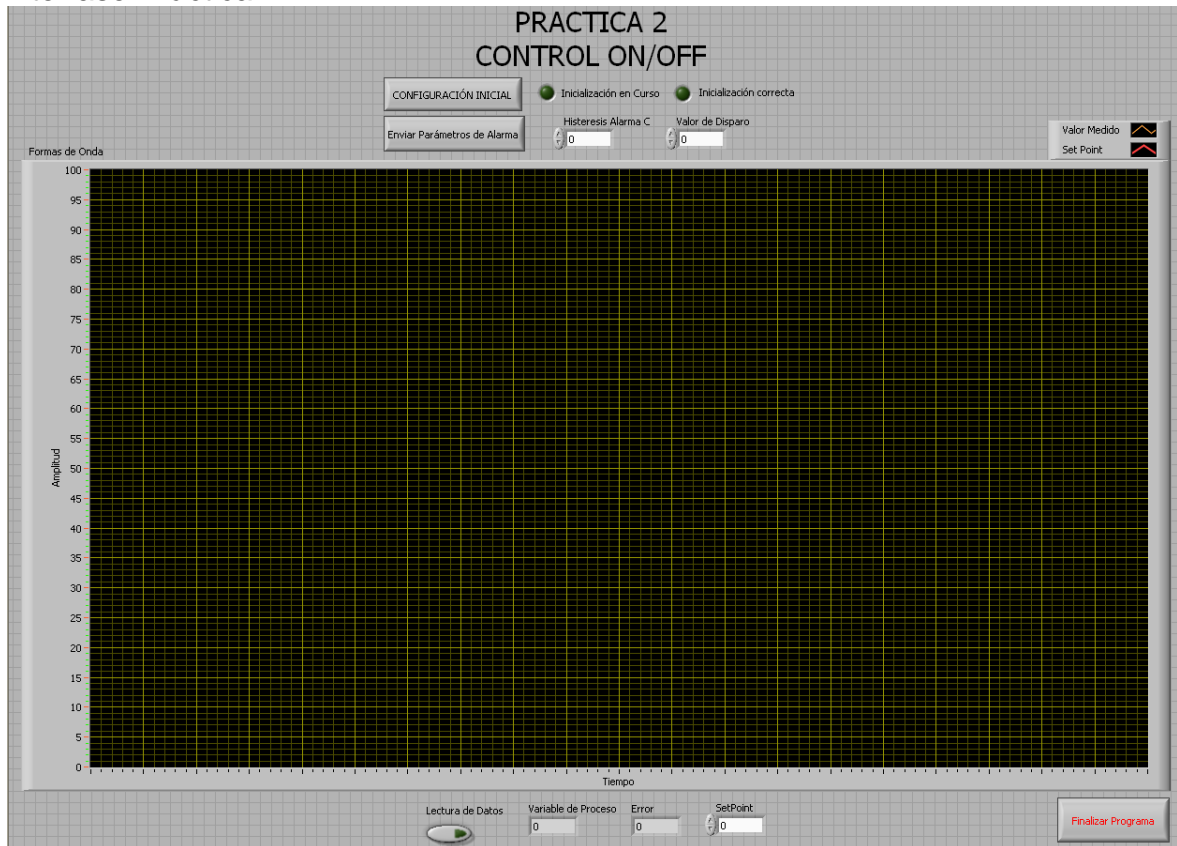 PRACTICA 2
CONTROL ON/OFF
CONFIGURACIÓN INICIAL
Inicialización en Curso
Inicialización correcta
Enviar Parámetros de Alarma
Histeresis Alarma C
0
Valor de Disparo
0
Valor Medido
Set Point
Formas de Onda
100
95
90
85
80
75
70
65
60
55
50
45
40
35
30
25
20
15
10
5
0
Amplitud
Tiempo
Lectura de Datos
Variable de Proceso
0
Error
0
SetPoint
0
Finalizar Programa